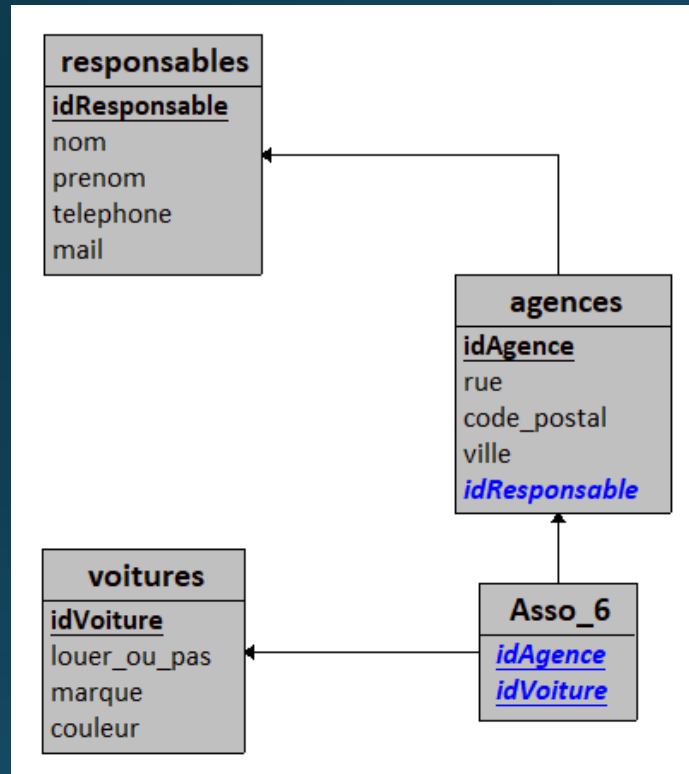 responsables
idResponsable
nom
prenom
telephone
mail
agences
idAgence
rue
code_postal
ville
idResponsable
voitures
idVoiture
louer_ou_pas
marque
couleur
Asso_6
idAgence
idVoiture